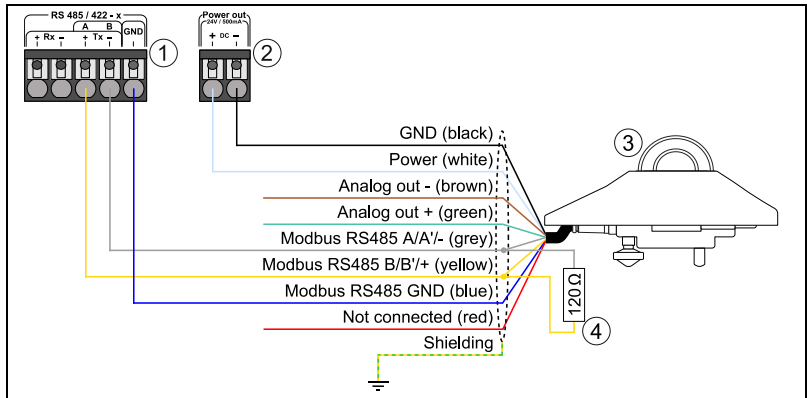 RS 485 / 422 - x
A B
+ Rx − + Tx − GND
1
Power out
24V / 500mA
+ DC −
2
3
GND (black)
Power (white)
Analog out - (brown)
Analog out + (green)
Modbus RS485 A/A'/- (grey)
Modbus RS485 B/B'/+ (yellow)
Modbus RS485 GND (blue)
Not connected (red)
Shielding
120 Ω
4